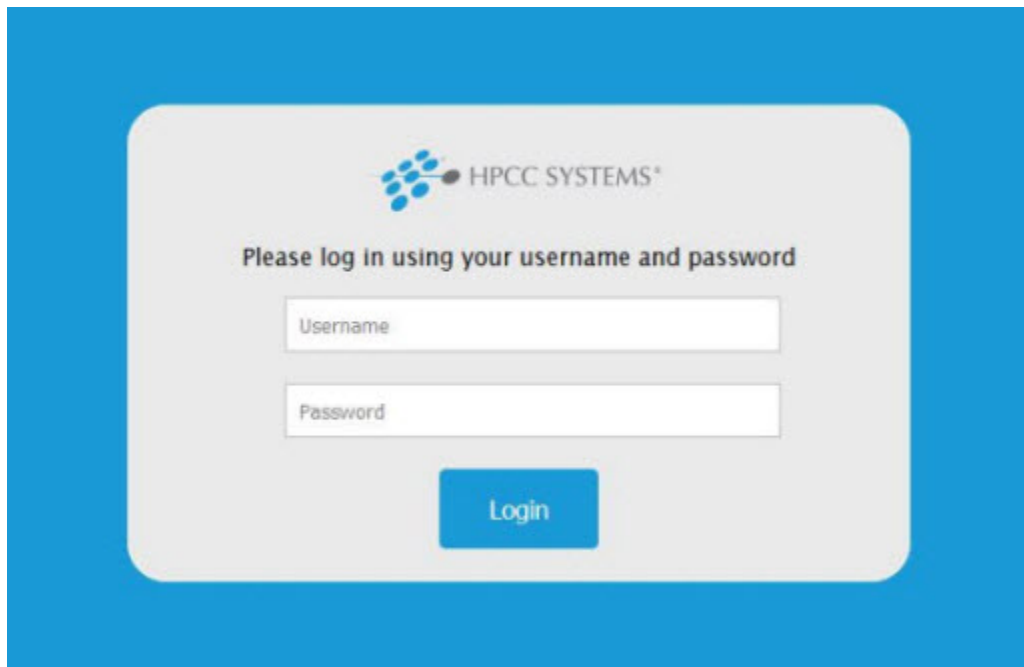 HPCC SYSTEMS®
Please log in using your username and password
Username
Password
Login